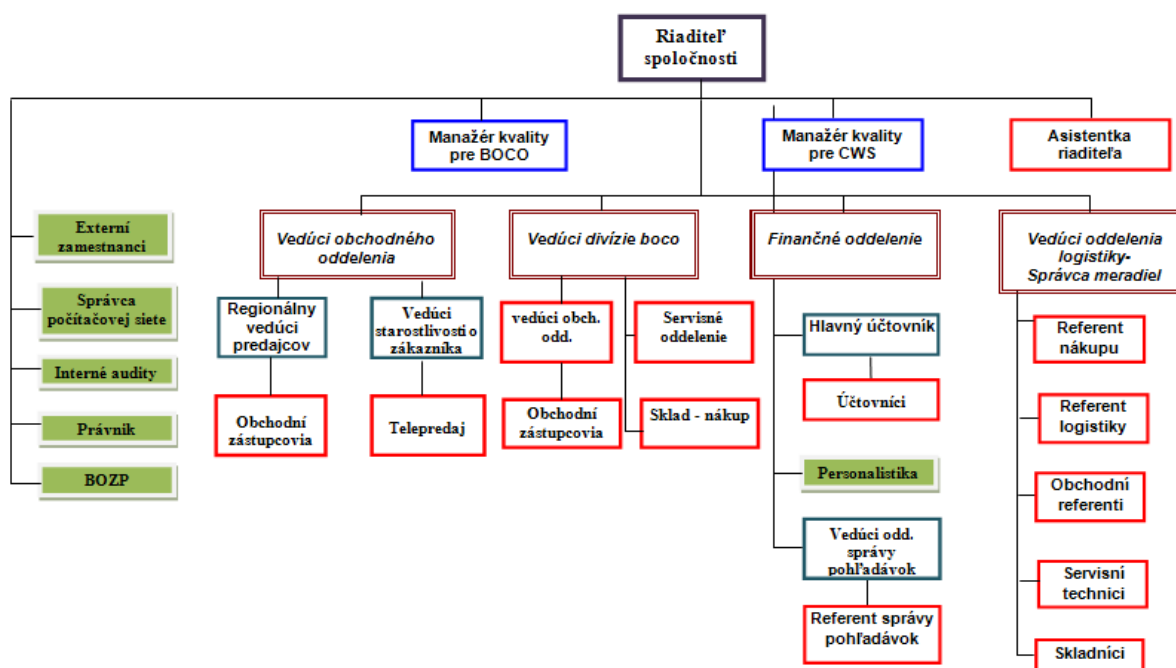 Riaditeľ
spoločnosti
Manažér kvality
pre BOCO
Manažér kvality
pre CWS
Asistentka
riaditeľa
Externí
zamestnanci
Správca
počítačovej siete
Interné audity
Právnik
BOZP
Vedúci obchodného
oddelenia
Vedúci divízie boco
Finančné oddelenie
Vedúci oddelenia
logistiky-
Správca meradiel
Regionálny
vedúci
predajcov
Vedúci
starostlivosti o
zákazníka
Obchodní
zástupcovia
Telepredaj
vedúci obch.
odd.
Servisné
oddelenie
Obchodní
zástupcovia
Sklad - nákup
Hlavný účtovník
Účtovníci
Personalistika
Vedúci odd.
správy
pohľadávok
Referent správy
pohľadávok
Referent
nákupu
Referent
logistiky
Obchodní
referenti
Servisní
technici
Skladníci